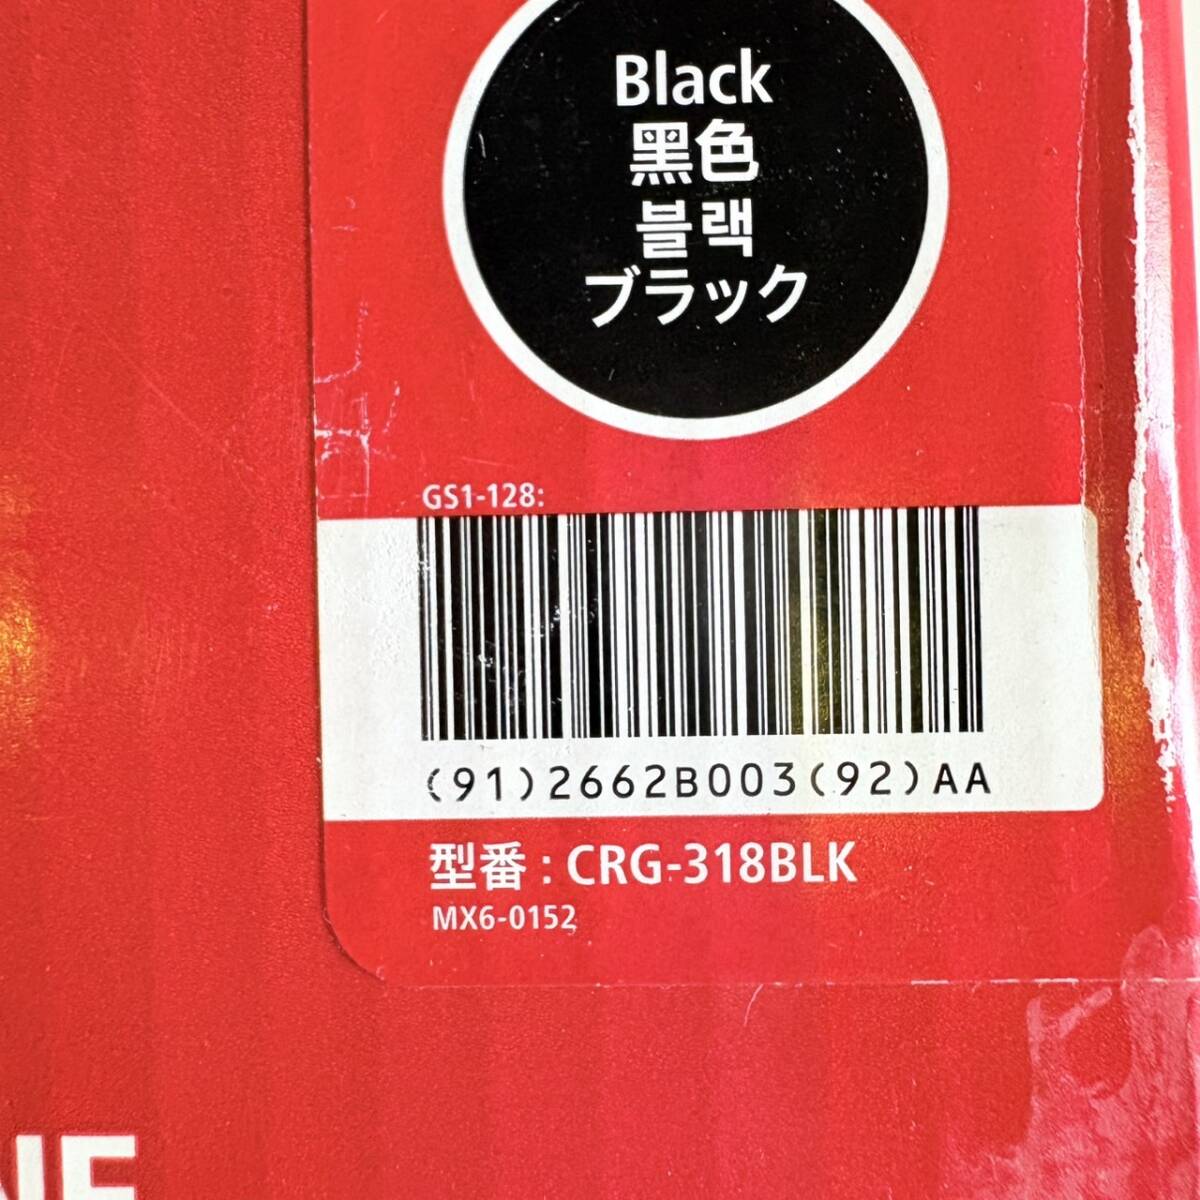 Black
黑色
블랙
ブラック
GS1-128:
(91)2662B003(92)AA
型番 : CRG-318BLK
MX6-0152